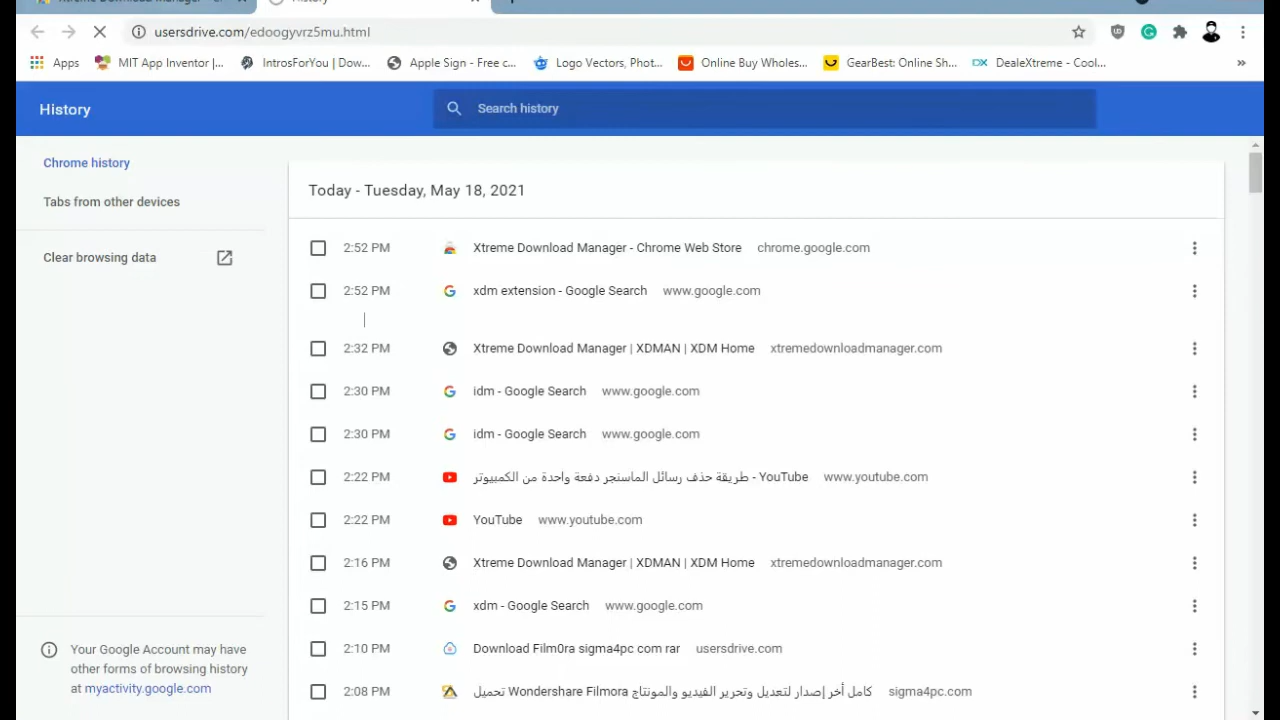 usersdrive.com/edoogyvrz5mu.html
Apps
MIT App Inventor |...
IntrosForYou | Dow...
Apple Sign - Free c...
Logo Vectors, Phot...
Online Buy Wholes...
GearBest: Online Sh...
DX DealeXtreme - Cool...
»
History
Search history
Chrome history
Tabs from other devices
Clear browsing data
Today - Tuesday, May 18, 2021
2:52 PM Xtreme Download Manager - Chrome Web Store chrome.google.com
2:52 PM xdm extension - Google Search www.google.com
2:32 PM Xtreme Download Manager | XDMAN | XDM Home xtremedownloadmanager.com
2:30 PM idm - Google Search www.google.com
2:30 PM idm - Google Search www.google.com
2:22 PM طريقة حذف رسائل الماسنجر دفعة واحدة من الكمبيوتر - YouTube www.youtube.com
2:22 PM YouTube www.youtube.com
2:16 PM Xtreme Download Manager | XDMAN | XDM Home xtremedownloadmanager.com
2:15 PM xdm - Google Search www.google.com
2:10 PM Download Film0ra sigma4pc com rar usersdrive.com
2:08 PM تحميل Wondershare Filmora كامل أخر إصدار لتعديل وتحرير الفيديو والمونتاج sigma4pc.com
Your Google Account may have
other forms of browsing history
at myactivity.google.com